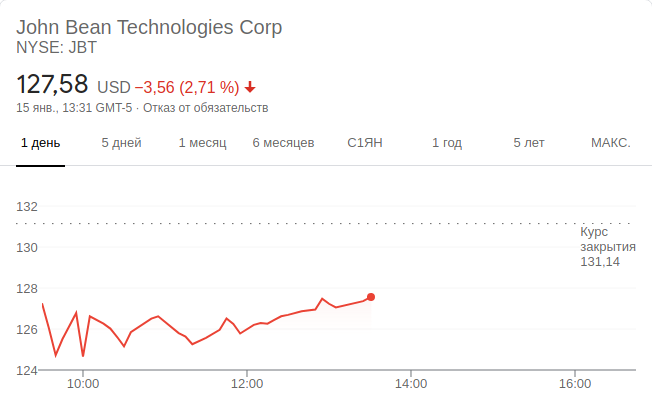 John Bean Technologies Corp
NYSE: JBT
127,58 USD −3,56 (2,71 %)
15 янв., 13:31 GMT-5 · Отказ от обязательств
1 день 5 дней 1 месяц 6 месяцев С1ЯН 1 год 5 лет МАКС.
132
130
128
126
124
Курс
закрытия
131,14
10:00 12:00 14:00 16:00